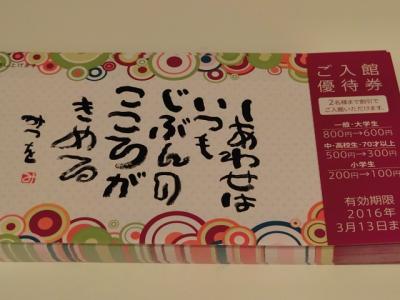 しあわせは
いつも
じぶんの
こころが
きめる
みつを
ご入館
優待券
2名様まで割引で
ご入館いただけます。
一般・大学生
800円→600円
中・高校生・70才以上
500円→300円
小学生
200円→100円
有効期限
2016年
3月13日ま